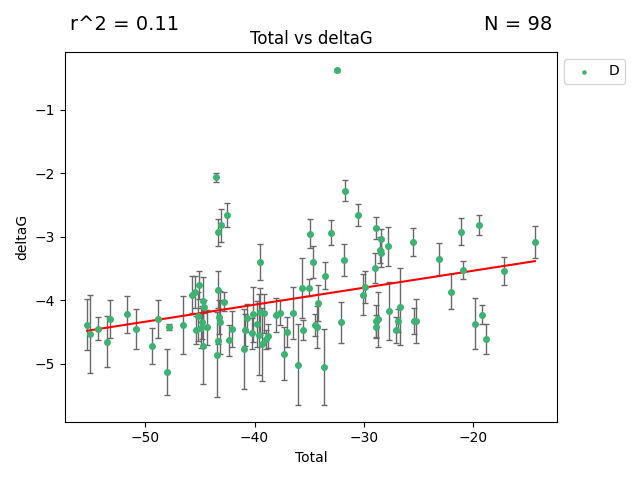 r^2 = 0.11
N = 98
Total vs deltaG
D
deltaG
−1
−2
−3
−4
−5
−50 −40 −30 −20
Total